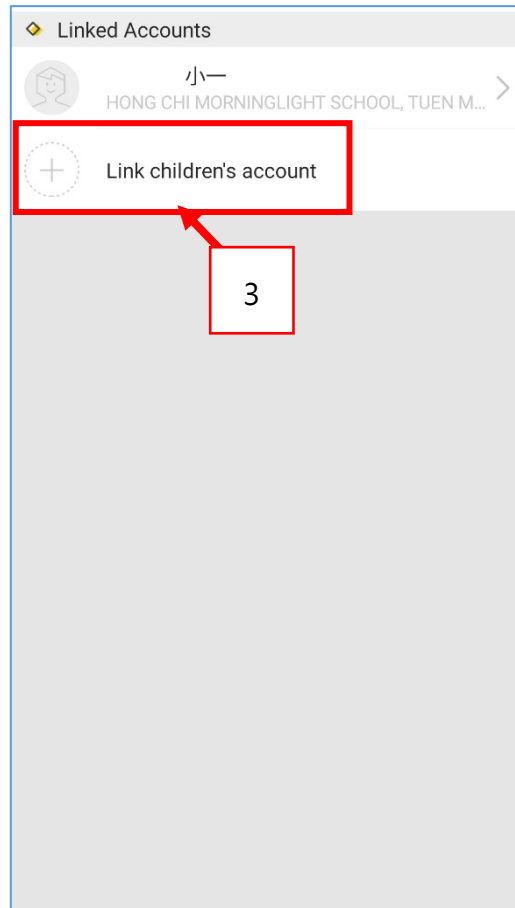 Linked Accounts
小一
HONG CHI MORNINGLIGHT SCHOOL, TUEN M...
Link children's account
3